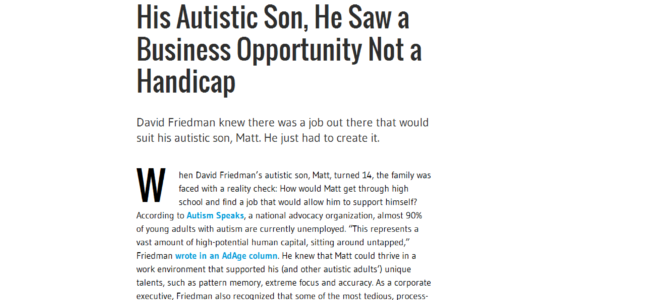 His Autistic Son, He Saw a
Business Opportunity Not a
Handicap
David Friedman knew there was a job out there that would
suit his autistic son, Matt. He just had to create it.
When David Friedman's autistic son, Matt, turned 14, the family was
faced with a reality check: How would Matt get through high
school and find a job that would allow him to support himself?
According to Autism Speaks, a national advocacy organization, almost 90%
of young adults with autism are currently unemployed. "This represents a
vast amount of high-potential human capital, sitting around untapped,"
Friedman wrote in an AdAge column. He knew that Matt could thrive in a
work environment that supported his (and other autistic adults') unique
talents, such as pattern memory, extreme focus and accuracy. As a corporate
executive, Friedman also recognized that some of the most tedious, process-